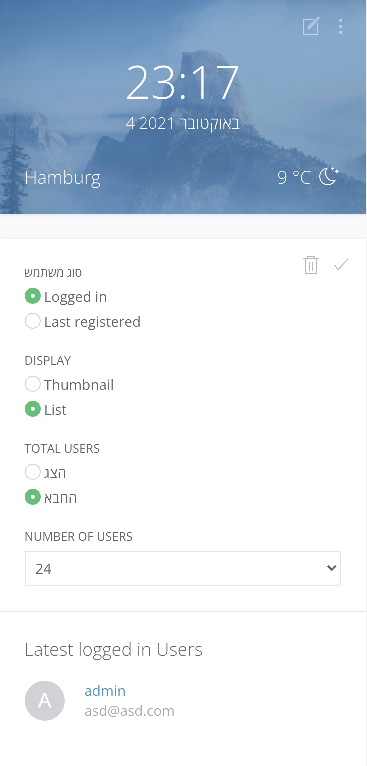 23:17
4 באוקטובר 2021
Hamburg
9 °C
סוג משתמש
Logged in
Last registered
DISPLAY
Thumbnail
List
TOTAL USERS
הצג
החבא
NUMBER OF USERS
24
Latest logged in Users
A
admin
asd@asd.com